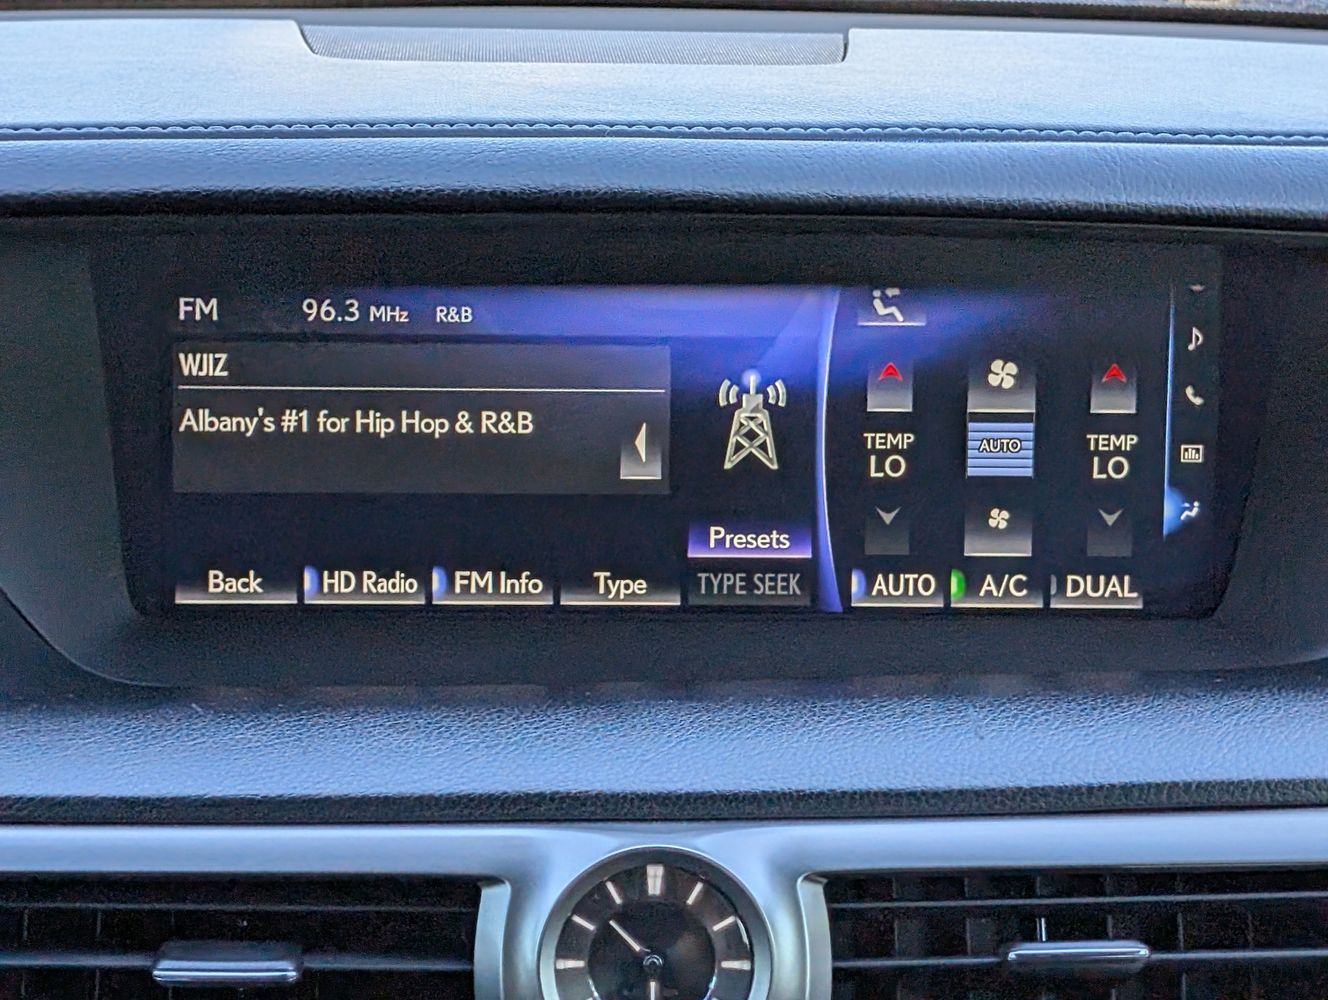 FM 96.3 MHz R&B
WJIZ
Albany's #1 for Hip Hop & R&B
TEMP
LO
AUTO
TEMP
LO
Presets
Back HD Radio FM Info Type TYPE SEEK AUTO A/C DUAL